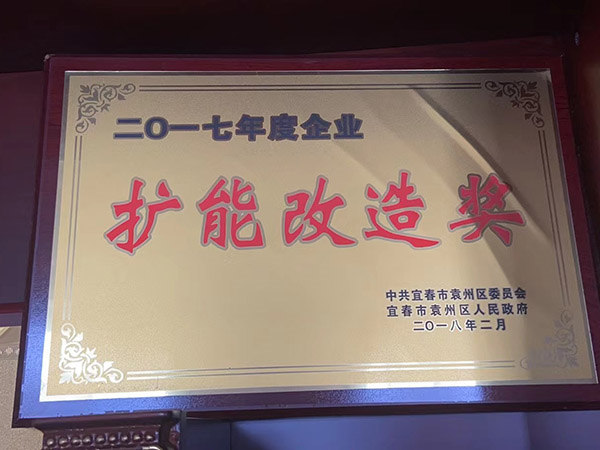 二〇一七年度企业
扩能改造奖
中共宜春市袁州区委员会
宜春市袁州区人民政府
二〇一八年二月